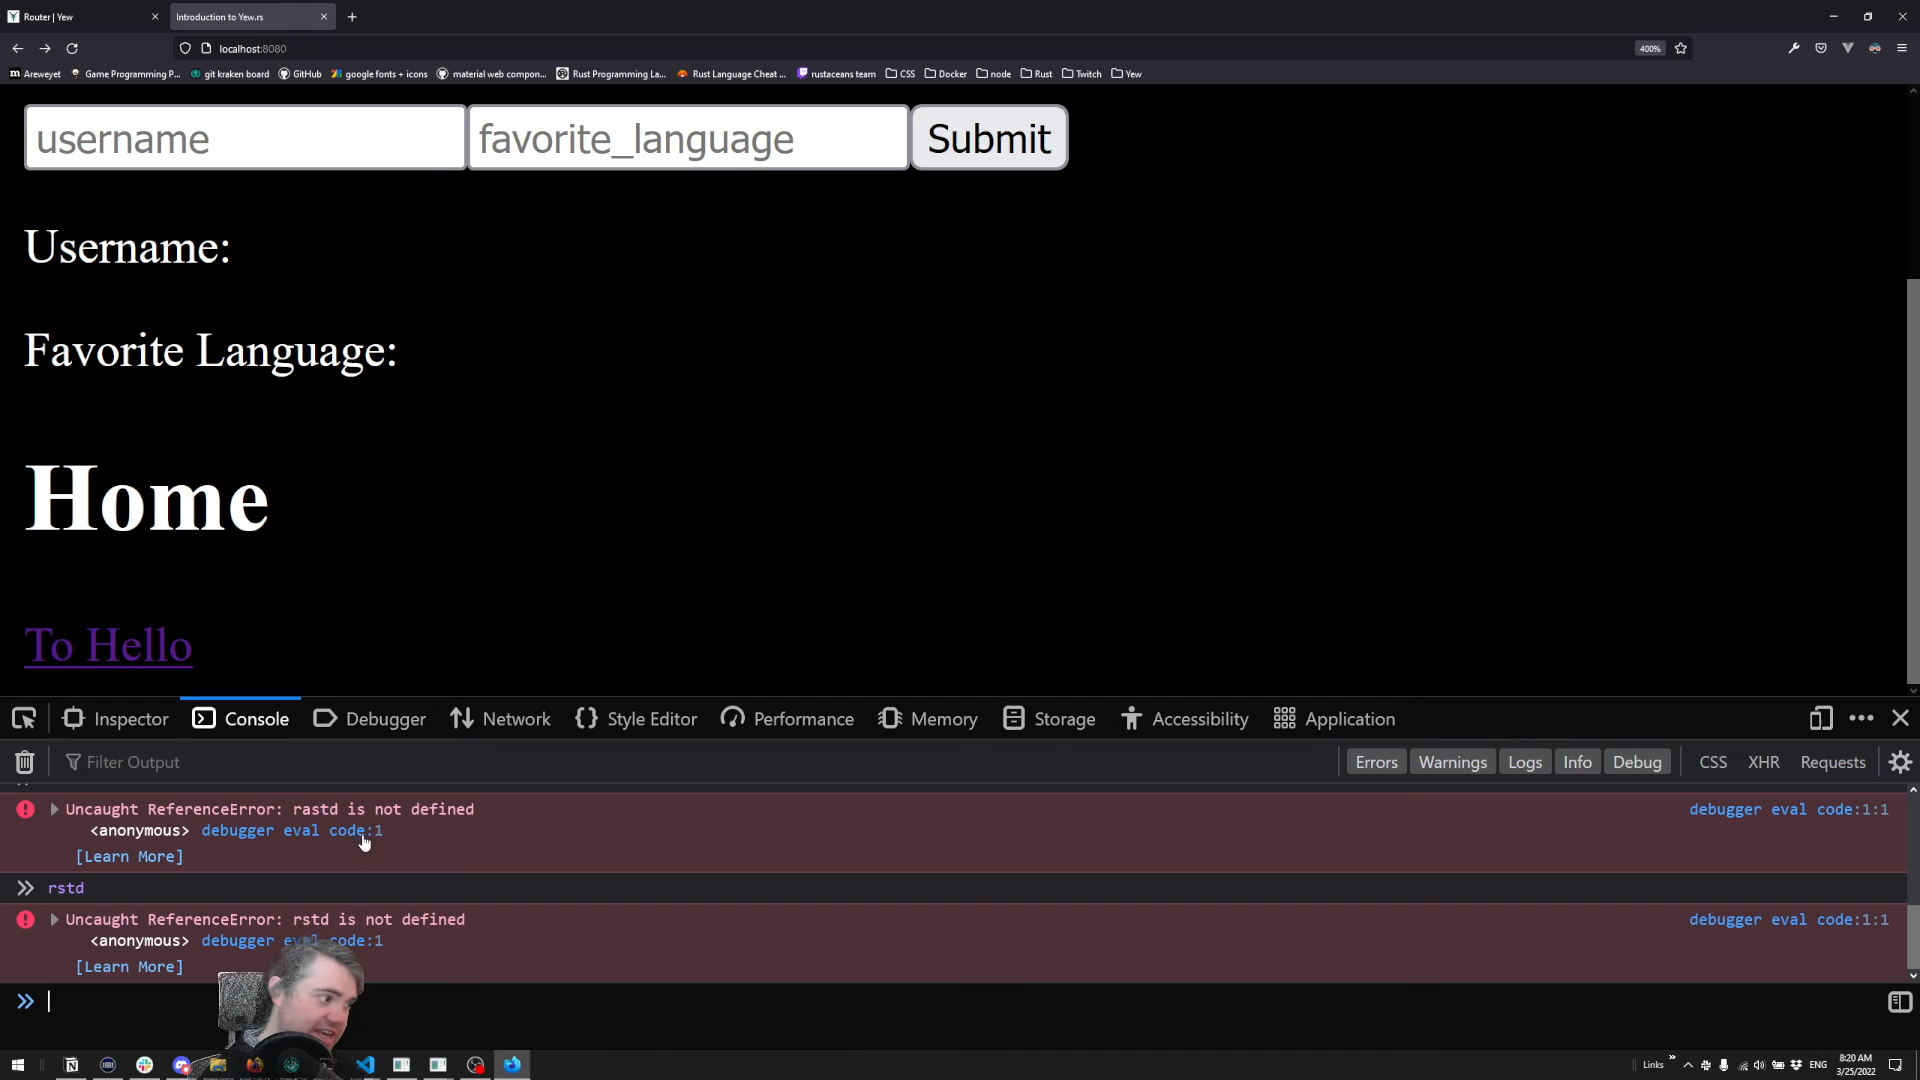 Router | Yew
Introduction to Yew.rs
localhost:8080
400%
Areweyet
Game Programming P...
git kraken board
GitHub
google fonts + icons
material web compon...
Rust Programming La...
Rust Language Cheat ...
rustaceans team
CSS
Docker
node
Rust
Twitch
Yew
username
favorite_language
Submit
Username:
Favorite Language:
Home
To Hello
Inspector
Console
Debugger
Network
Style Editor
Performance
Memory
Storage
Accessibility
Application
Filter Output
Errors
Warnings
Logs
Info
Debug
CSS
XHR
Requests
Uncaught ReferenceError: rastd is not defined
debugger eval code:1:1
<anonymous> debugger eval code:1
[Learn More]
rstd
Uncaught ReferenceError: rstd is not defined
debugger eval code:1:1
<anonymous> debugger eval code:1
[Learn More]
Links
ENG
8:20 AM
3/25/2022